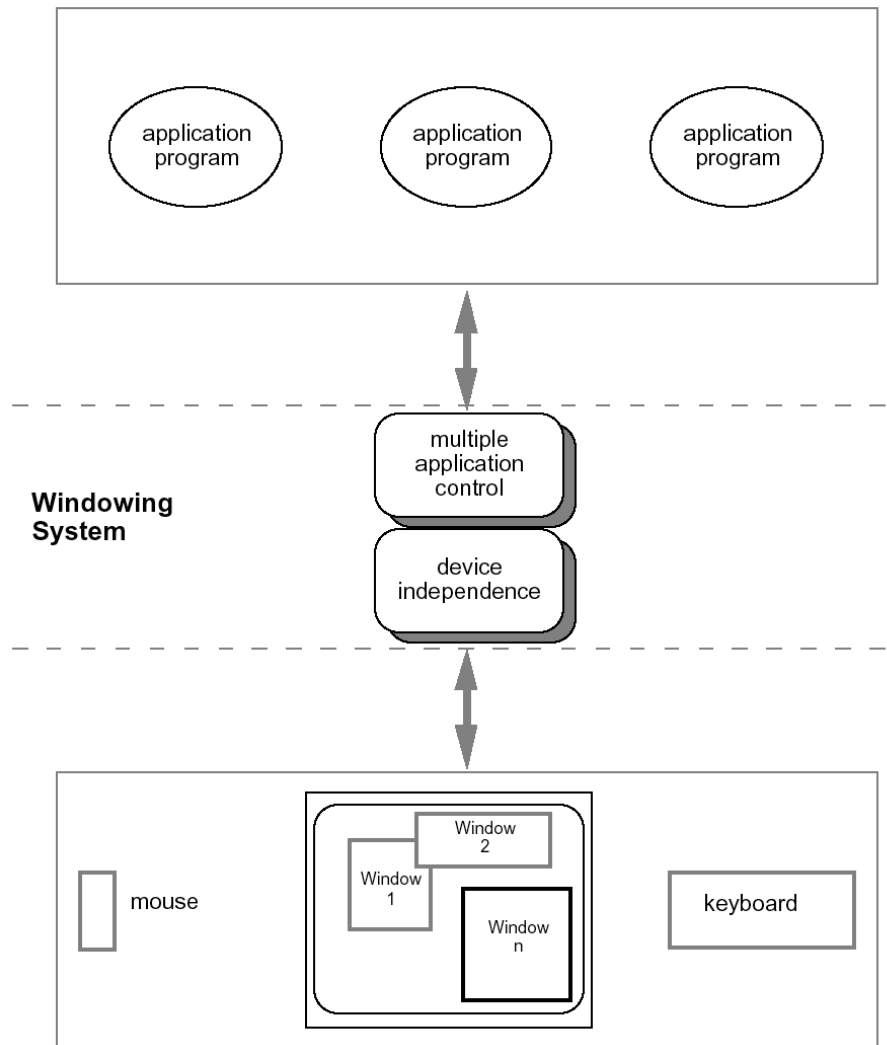 application
program
application
program
application
program
multiple
application
control
Windowing
System
device
independence
Window
2
Window
1
mouse
keyboard
Window
n